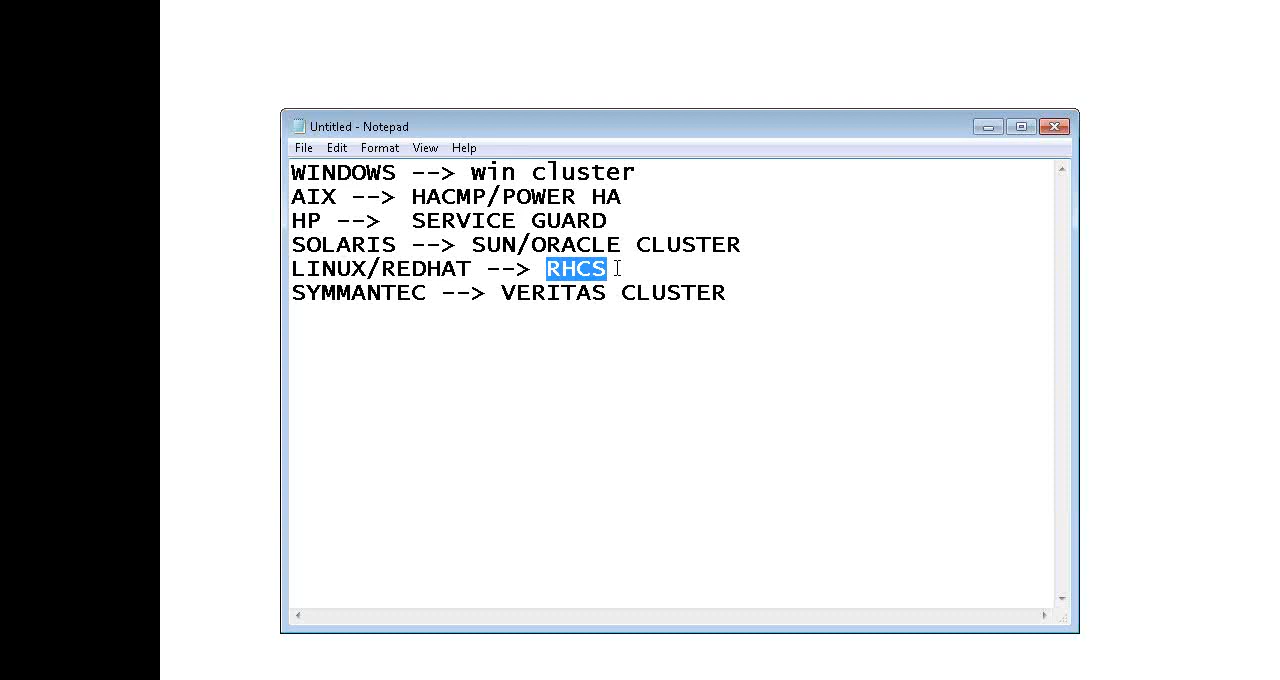 Untitled - Notepad
File Edit Format View Help
WINDOWS --> win cluster
AIX --> HACMP/POWER HA
HP -->  SERVICE GUARD
SOLARIS --> SUN/ORACLE CLUSTER
LINUX/REDHAT --> RHCS
SYMMANTEC --> VERITAS CLUSTER